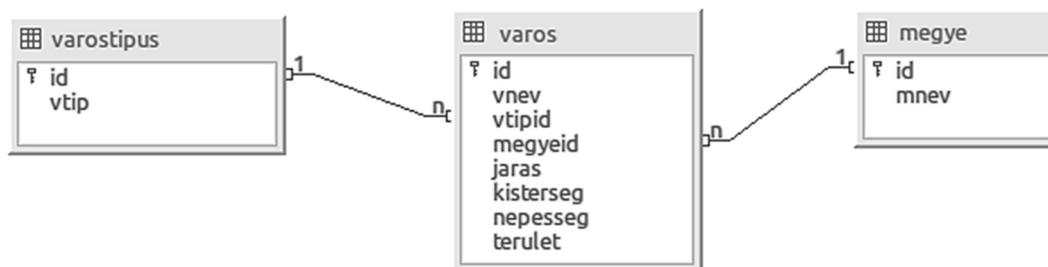 varostipus
id
vtip
1
n
varos
id
vnev
vtipid
megyeid
jaras
kisterseg
nepesseg
terulet
n
1
megye
id
mnev